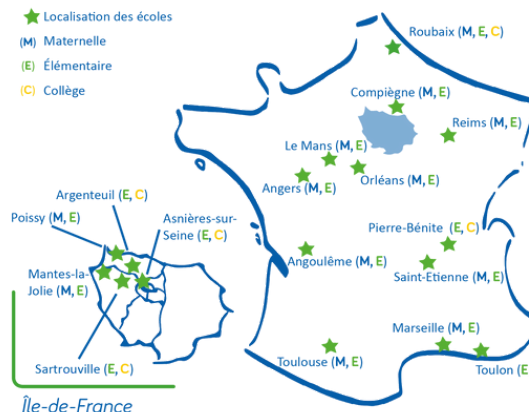 Localisation des écoles
(M) Maternelle
(E) Élémentaire
(C) Collège
Roubaix (M, E, C)
Compiègne (M, E)
Reims (M, E)
Le Mans (M, E)
Orléans (M, E)
Angers (M, E)
Argenteuil (E, C)
Poissy (M, E)
Asnières-sur-
Seine (E, C)
Pierre-Bénite (E, C)
Angoulême (M, E)
Saint-Etienne (M, E)
Mantes-la-
Jolie (M, E)
Sartrouville (E, C)
Marseille (M, E)
Toulouse (M, E)
Toulon (E
Île-de-France